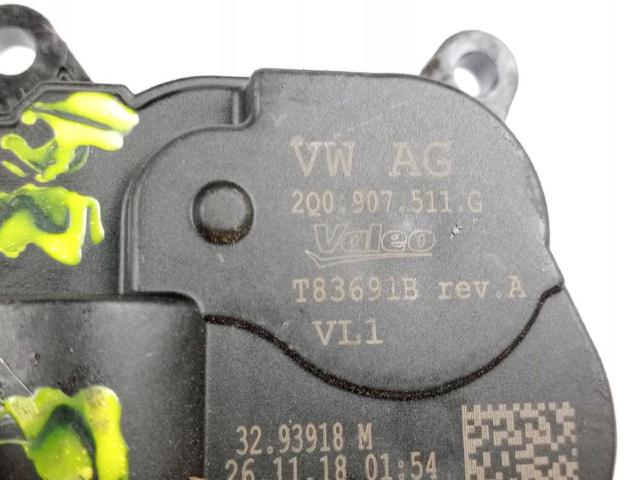 VW AG
2Q0.907.511.G
Valeo
T83691B rev.A
VL1
32.93918 M
26.11.18 01:54